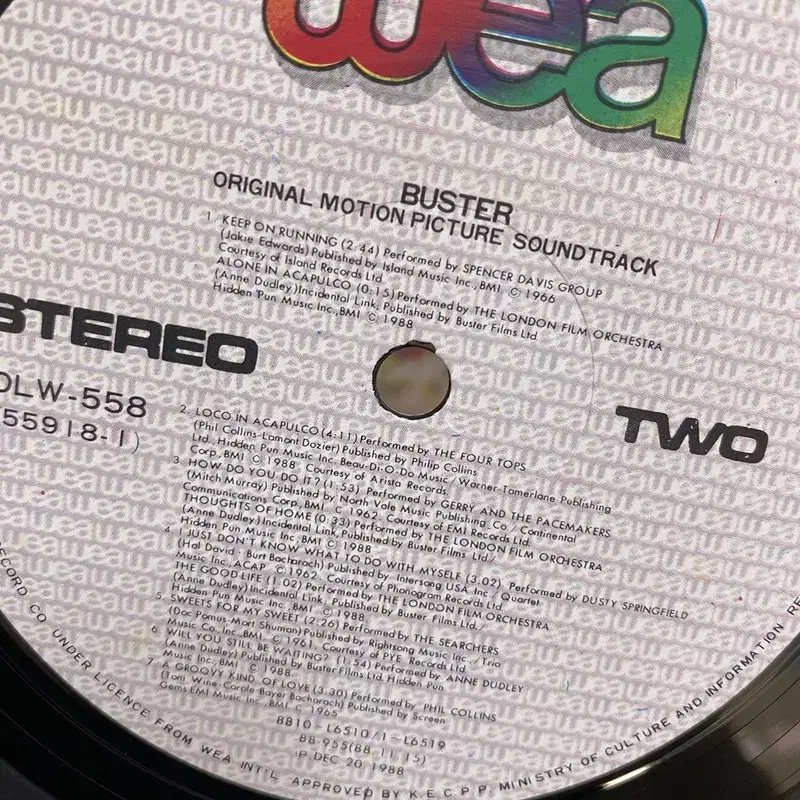 wea
BUSTER
ORIGINAL MOTION PICTURE SOUNDTRACK
1. KEEP ON RUNNING (2:44) Performed by SPENCER DAVIS GROUP
(Jakie Edwards) Published by Island Music Inc., BMI. © 1966
Courtesy of Island Records Ltd
ALONE IN ACAPULCO (0:15) Performed by THE LONDON FILM ORCHESTRA
(Anne Dudley) Incidental Link, Published by Buster Films Ltd
Hidden Pun Music Inc., BMI © 1988
STEREO
OLW-558
55918-1)
TWO
2. LOCO IN ACAPULCO (4:11) Performed by THE FOUR TOPS
(Phil Collins-Lamont Dozier) Published by Philip Collins
Ltd., Hidden Pun Music Inc. Beau-Di-O-Do Music / Warner-Tamerlane Publishing
Corp., BMI © 1988. Courtesy of Arista Records
3. HOW DO YOU DO IT? (1:53). Performed by GERRY AND THE PACEMAKERS
(Mitch Murray) Published by North Vale Music Publishing Co / Continental
Communications Corp., BMI © 1962. Courtesy of EMI Records Ltd
THOUGHTS OF HOME (0:33) Performed by THE LONDON FILM ORCHESTRA
(Anne Dudley) Incidental Link, Published by Buster Films Ltd./
Hidden Pun Music Inc., BMI © 1988
4. I JUST DON'T KNOW WHAT TO DO WITH MYSELF (3.02) Performed by DUSTY SPRINGFIELD
(Hal David · Burt Bacharach) Published by Intersong USA Inc / Quartet
Music Inc., ACAP © 1962. Courtesy of Phonogram Records Ltd.
THE GOOD LIFE (1.02) Performed by THE LONDON FILM ORCHESTRA
(Anne Dudley) Incidental Link, Published by Buster Films Ltd./
Hidden Pun Music Inc., BMI © 1988
5. SWEETS FOR MY SWEET (2.26) Performed by THE SEARCHERS
(Doc Pomus-Mort Shuman) Published by Rightsong Music Inc., / Trio
Music Co., Inc., BMI. © 1961. Courtesy of PYE Records Ltd
6. WILL YOU STILL BE WAITING? (1:54) Performed by ANNE DUDLEY
(Anne Dudley) Published by Buster Films Ltd, Hidden Pun
Music Inc., BMI. © 1988.
7. A GROOVY KIND OF LOVE (3.30) Performed by PHIL COLLINS
(Toni Wine Carole Bayer Bacharach) Published by Screen
Gems EMI Music Inc., BMI © 1965
8810-L6510/1-L6519
88-955(88.11.15)
P.DEC 20 1988
RECORD CO UNDER LICENCE FROM WEA INT'L APPROVED BY K.E.C.P.P. MINISTRY OF CULTURE AND INFORMATION